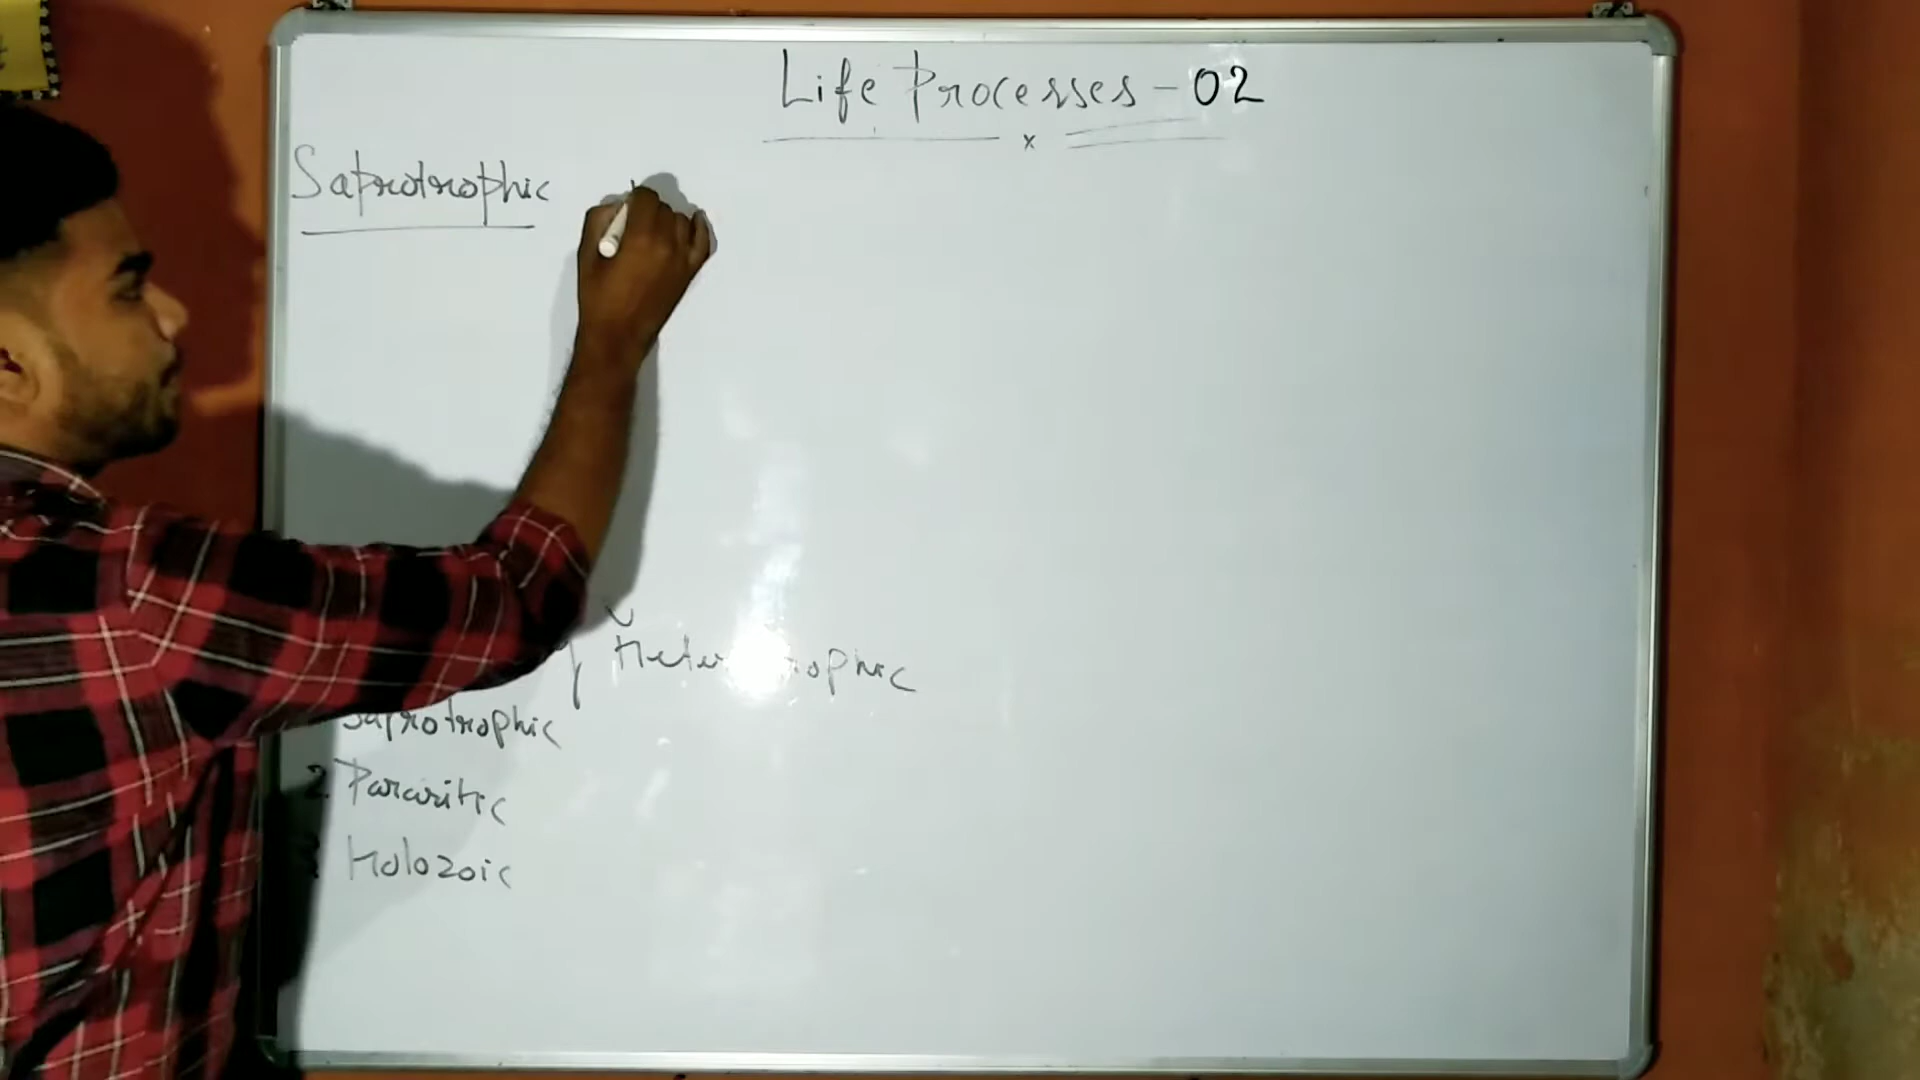 Life Processes - 02
x
Saprotrophic
Heterotrophic
Saprotrophic
2 Parasitic
Holozoic